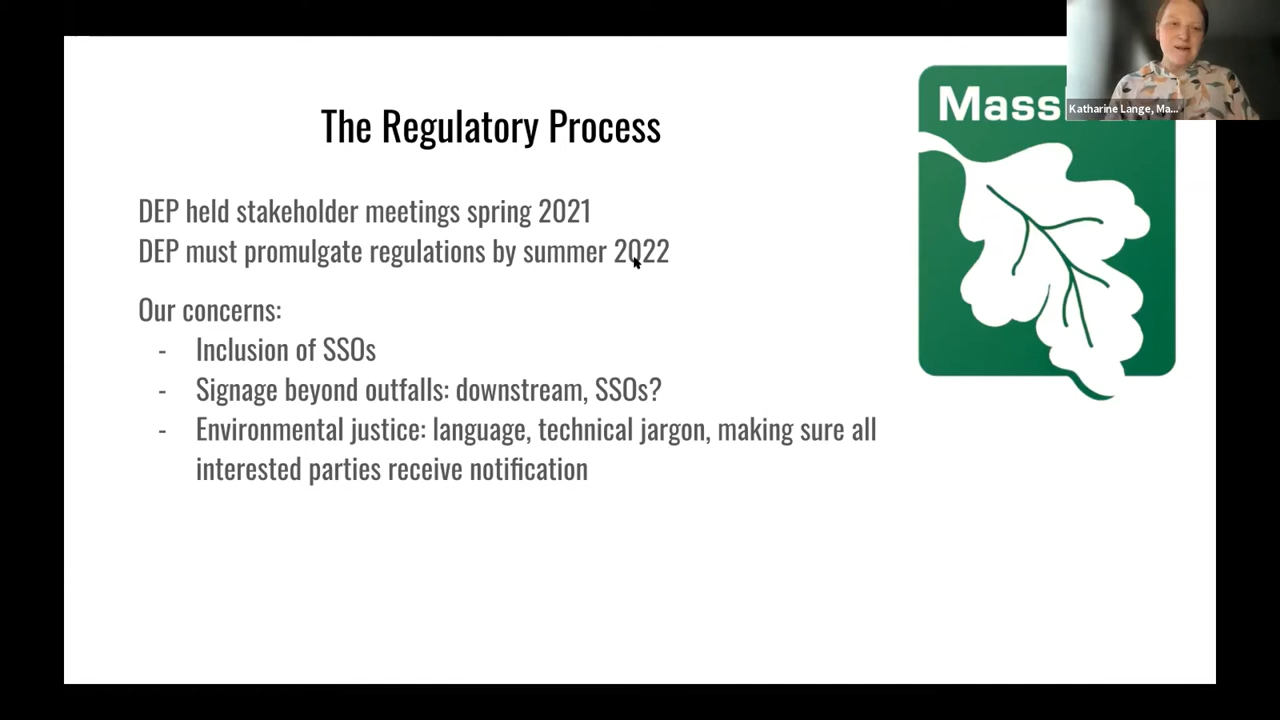 The Regulatory Process
DEP held stakeholder meetings spring 2021
DEP must promulgate regulations by summer 2022
Our concerns:
- Inclusion of SSOs
- Signage beyond outfalls: downstream, SSOs?
- Environmental justice: language, technical jargon, making sure all
interested parties receive notification
Mass
Katharine Lange, Ma...